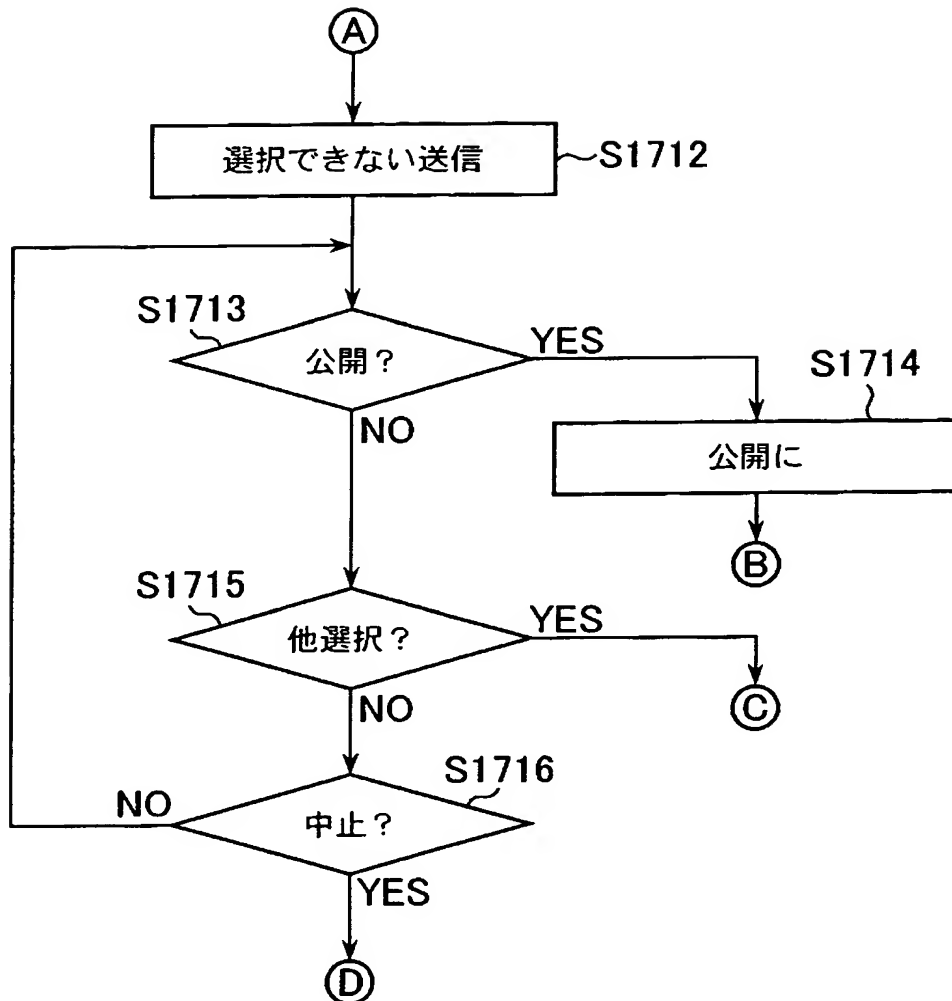 A
選択できない送信
S1712
S1713
公開?
YES
NO
S1714
公開に
B
S1715
他選択?
YES
NO
C
S1716
中止?
NO
YES
D